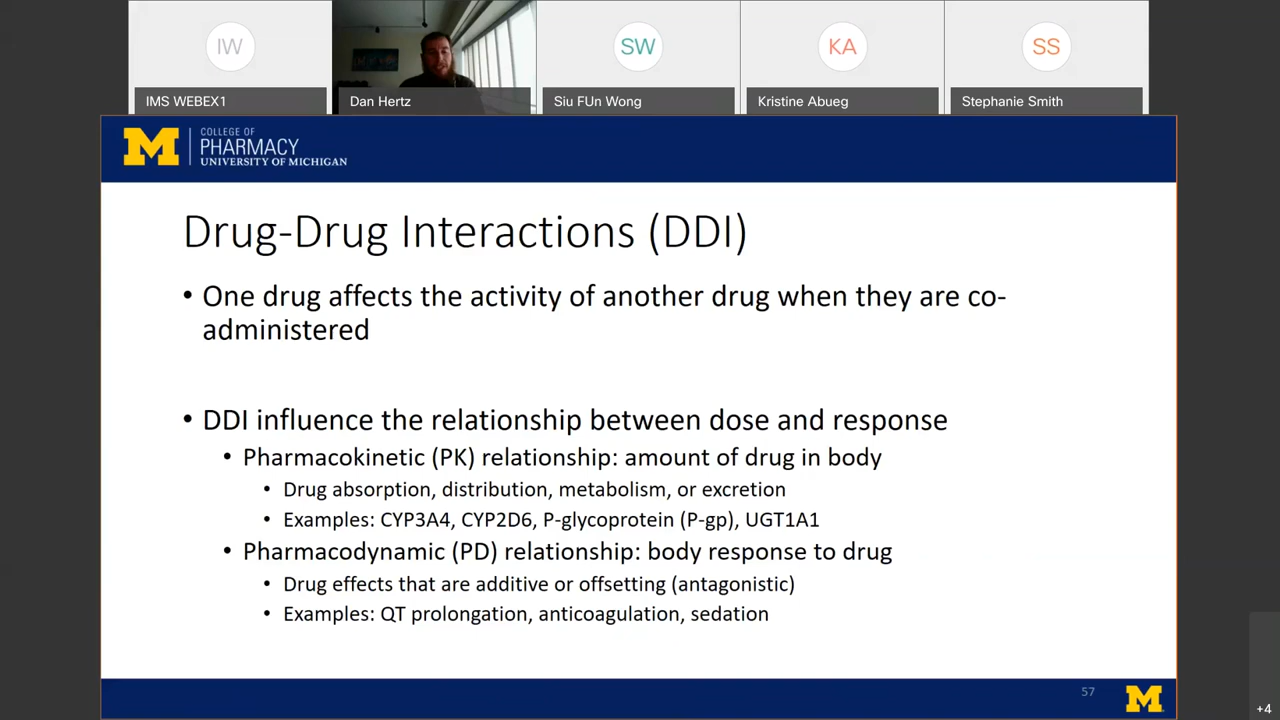 IW
SW
KA
SS
IMS WEBEX1
Dan Hertz
Siu FUn Wong
Kristine Abueg
Stephanie Smith
M
COLLEGE OF
PHARMACY
UNIVERSITY OF MICHIGAN
Drug-Drug Interactions (DDI)
• One drug affects the activity of another drug when they are co-
administered
• DDI influence the relationship between dose and response
• Pharmacokinetic (PK) relationship: amount of drug in body
• Drug absorption, distribution, metabolism, or excretion
• Examples: CYP3A4, CYP2D6, P-glycoprotein (P-gp), UGT1A1
• Pharmacodynamic (PD) relationship: body response to drug
• Drug effects that are additive or offsetting (antagonistic)
• Examples: QT prolongation, anticoagulation, sedation
57
M
+4